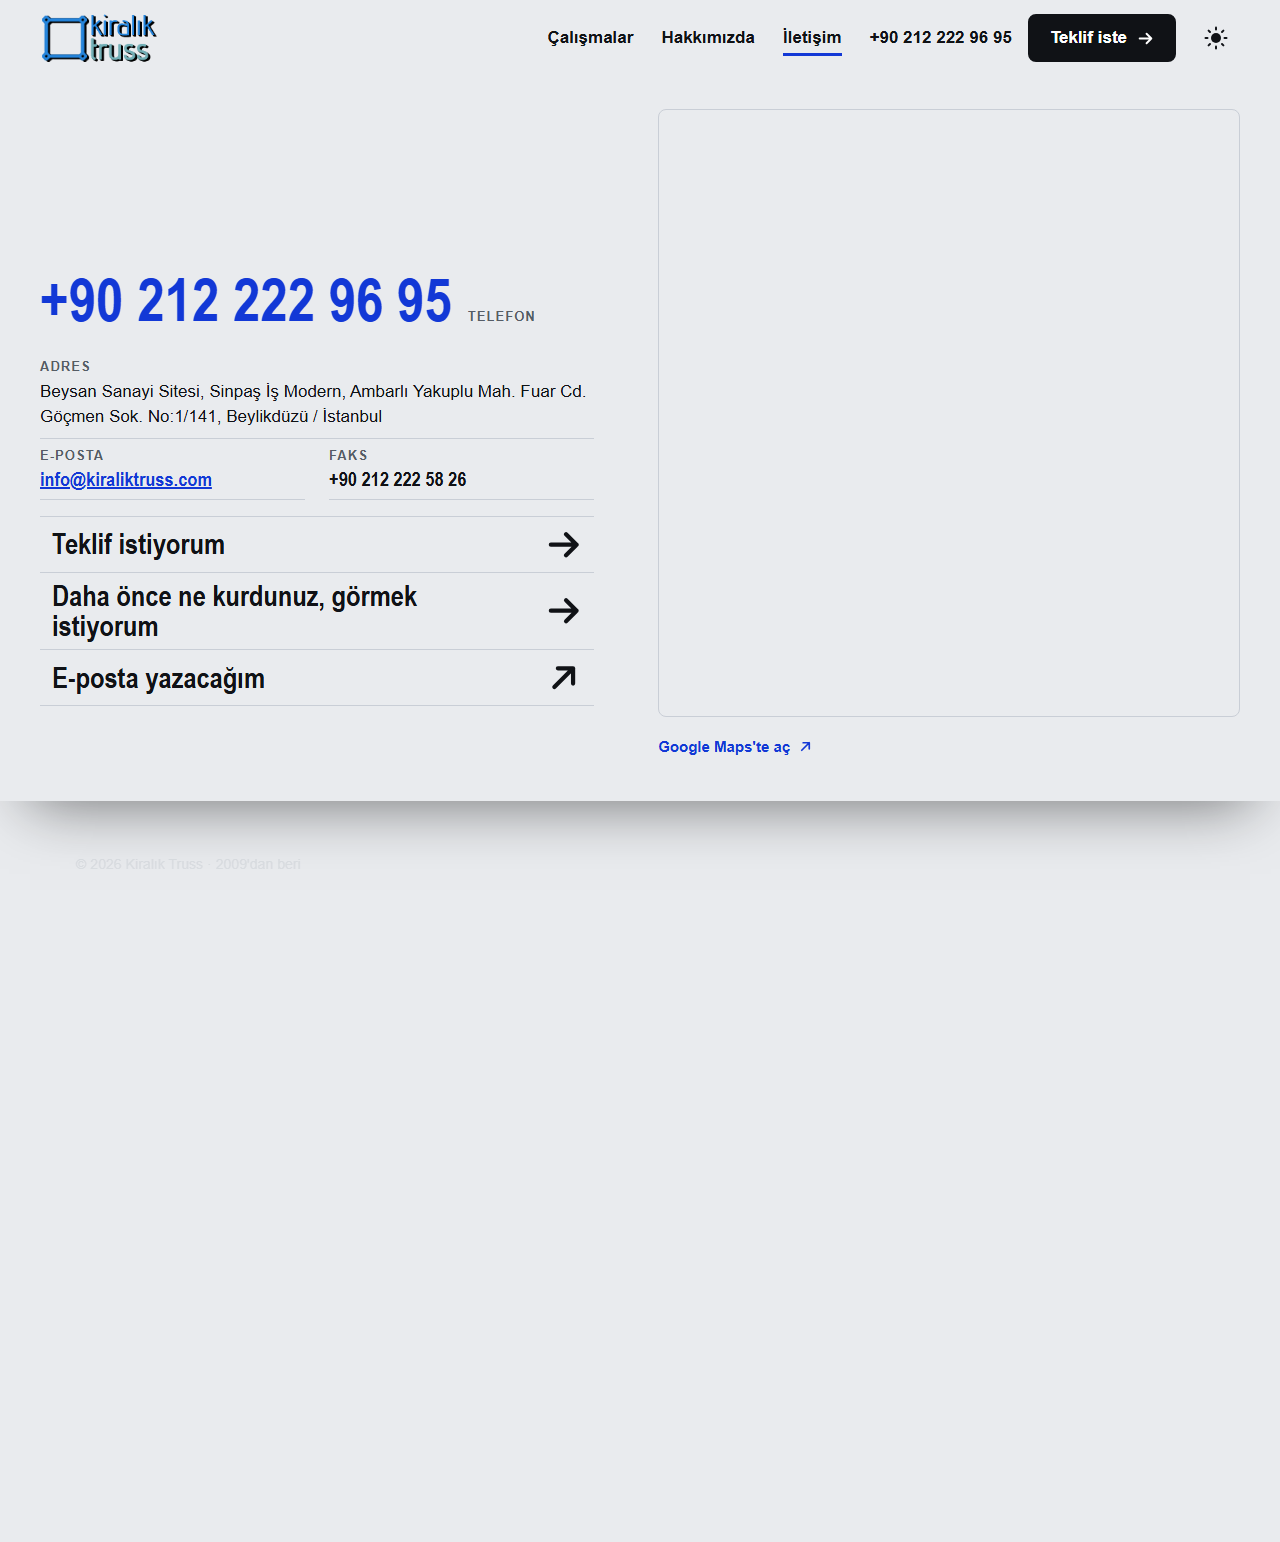 kiralık
truss
Çalışmalar
Hakkımızda
İletişim
+90 212 222 96 95
Teklif iste
+90 212 222 96 95
TELEFON
ADRES
Beysan Sanayi Sitesi, Sinpaş İş Modern, Ambarlı Yakuplu Mah. Fuar Cd.
Göçmen Sok. No:1/141, Beylikdüzü / İstanbul
E-POSTA
info@kiraliktruss.com
FAKS
+90 212 222 58 26
Teklif istiyorum
Daha önce ne kurdunuz, görmek
istiyorum
E-posta yazacağım
Google Maps'te aç
© 2026 Kiralık Truss · 2009'dan beri